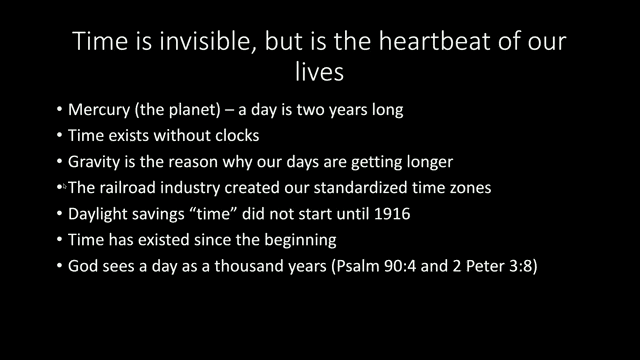 Time is invisible, but is the heartbeat of our
lives
• Mercury (the planet) – a day is two years long
• Time exists without clocks
• Gravity is the reason why our days are getting longer
• The railroad industry created our standardized time zones
• Daylight savings “time” did not start until 1916
• Time has existed since the beginning
• God sees a day as a thousand years (Psalm 90:4 and 2 Peter 3:8)